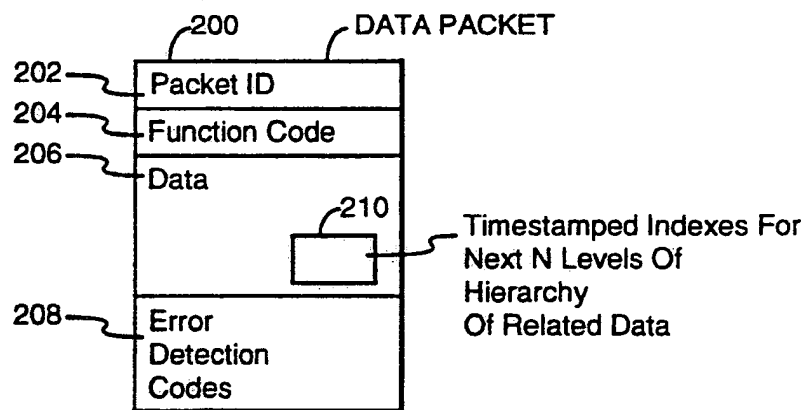 200 DATA PACKET
202 Packet ID
204 Function Code
206 Data
210
Timestamped Indexes For
Next N Levels Of
Hierarchy
Of Related Data
208 Error
Detection
Codes